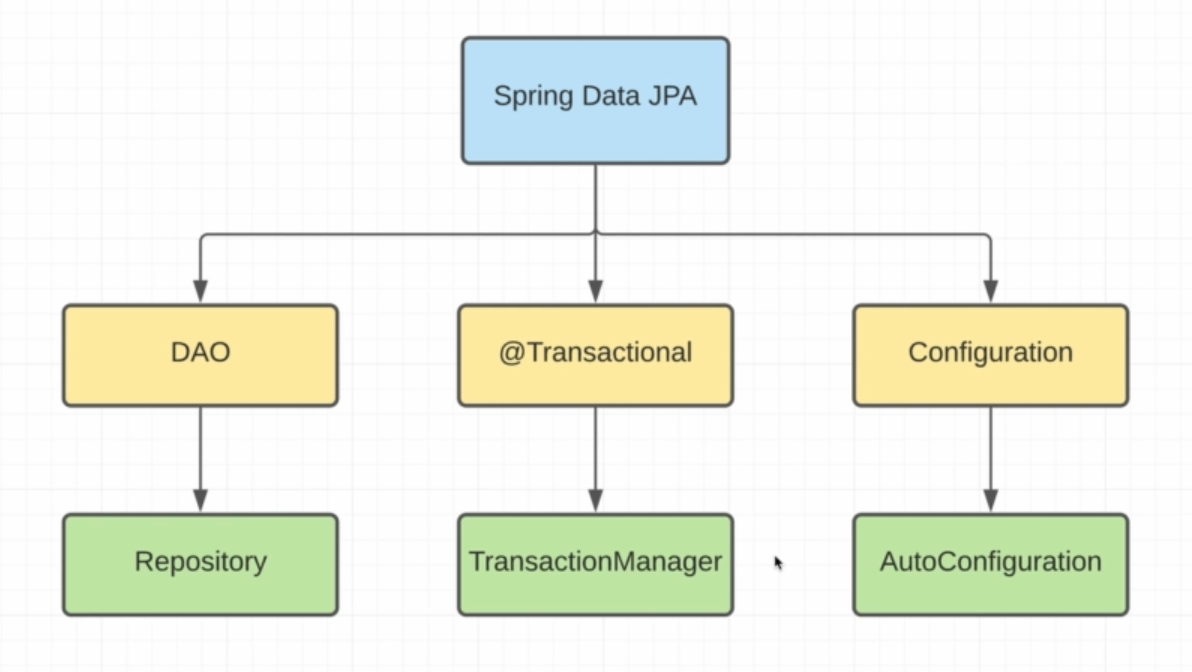 Spring Data JPA
DAO
@Transactional
Configuration
Repository
TransactionManager
AutoConfiguration